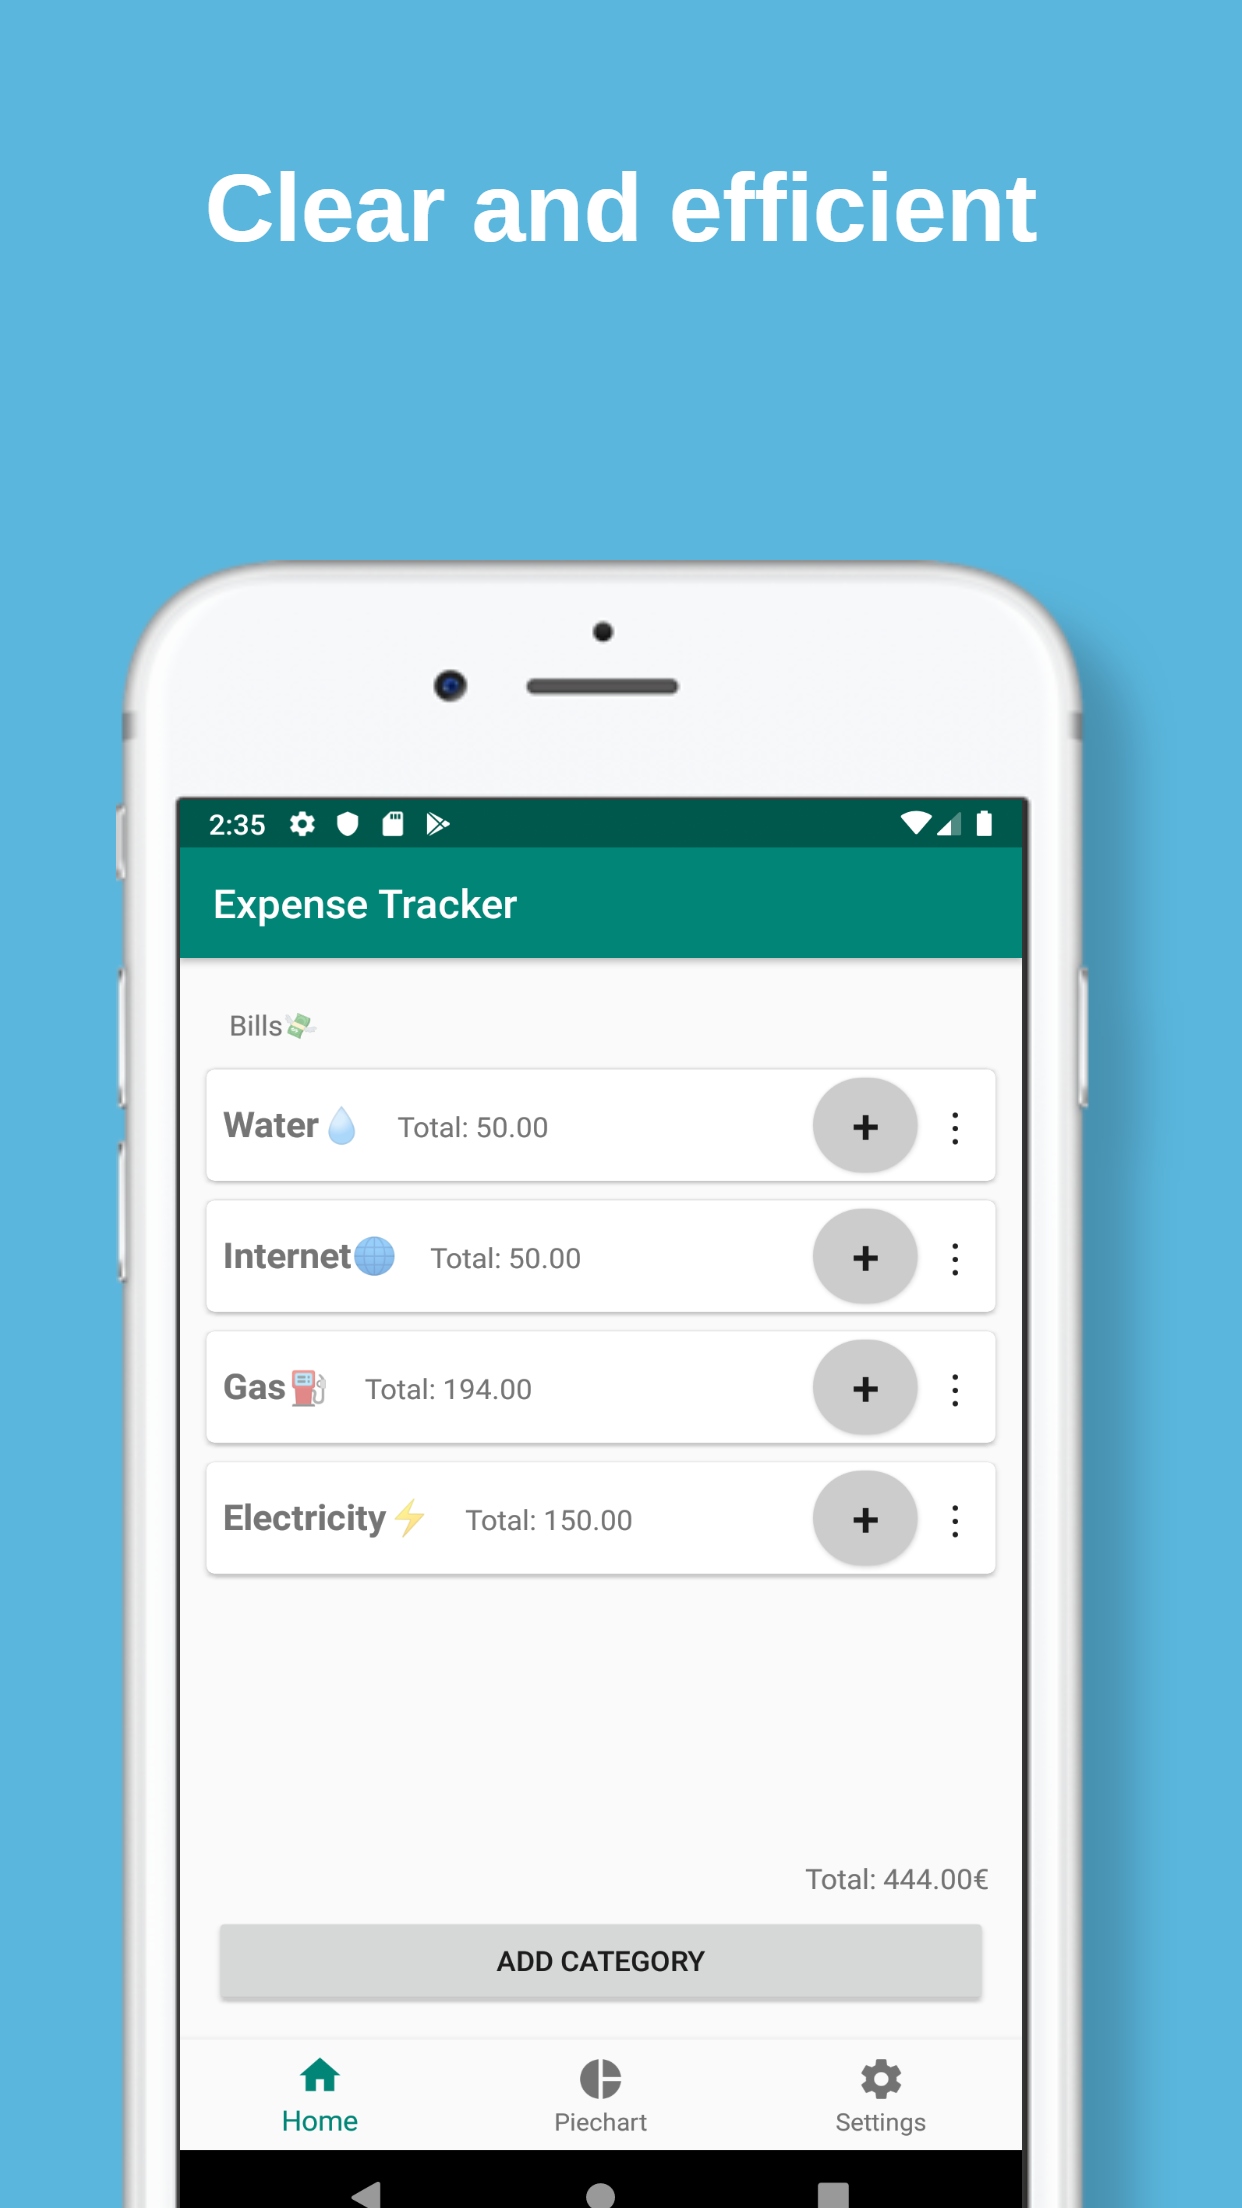 Clear and efficient
2:35
Expense Tracker
Bills💸
Water💧 Total: 50.00 +
Internet🌐 Total: 50.00 +
Gas⛽ Total: 194.00 +
Electricity⚡ Total: 150.00 +
Total: 444.00€
ADD CATEGORY
Home Piechart Settings